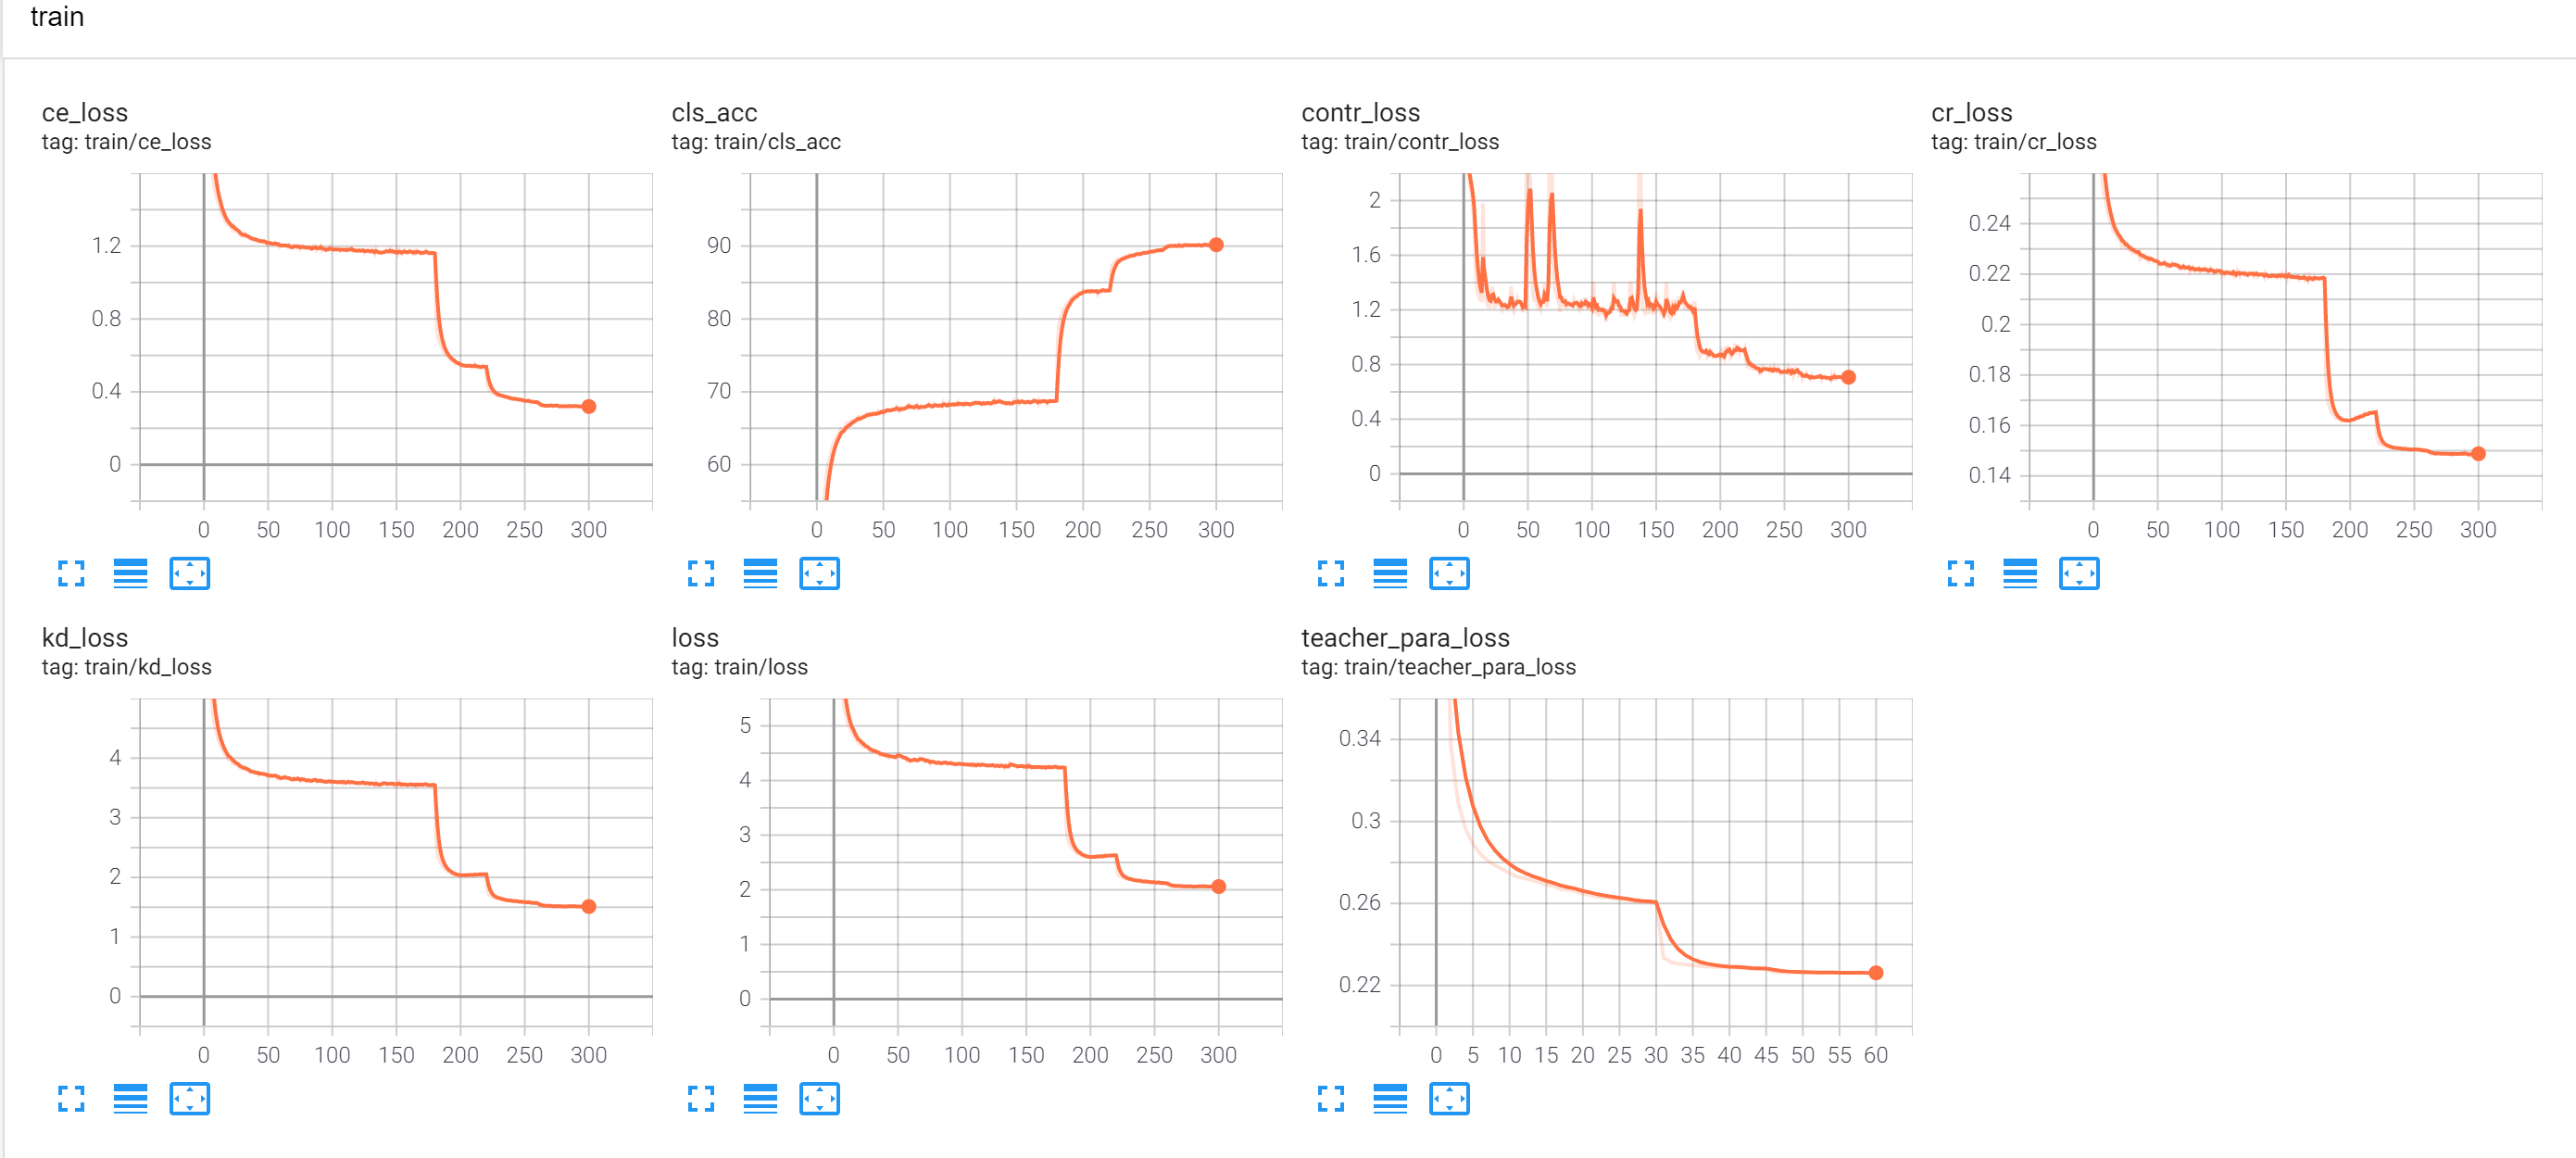 train
ce_loss
tag: train/ce_loss
1.2
0.8
0.4
0
0 50 100 150 200 250 300
cls_acc
tag: train/cls_acc
90
80
70
60
0 50 100 150 200 250 300
contr_loss
tag: train/contr_loss
2
1.6
1.2
0.8
0.4
0
0 50 100 150 200 250 300
cr_loss
tag: train/cr_loss
0.24
0.22
0.2
0.18
0.16
0.14
0 50 100 150 200 250 300
kd_loss
tag: train/kd_loss
4
3
2
1
0
0 50 100 150 200 250 300
loss
tag: train/loss
5
4
3
2
1
0
0 50 100 150 200 250 300
teacher_para_loss
tag: train/teacher_para_loss
0.34
0.3
0.26
0.22
0 5 10 15 20 25 30 35 40 45 50 55 60